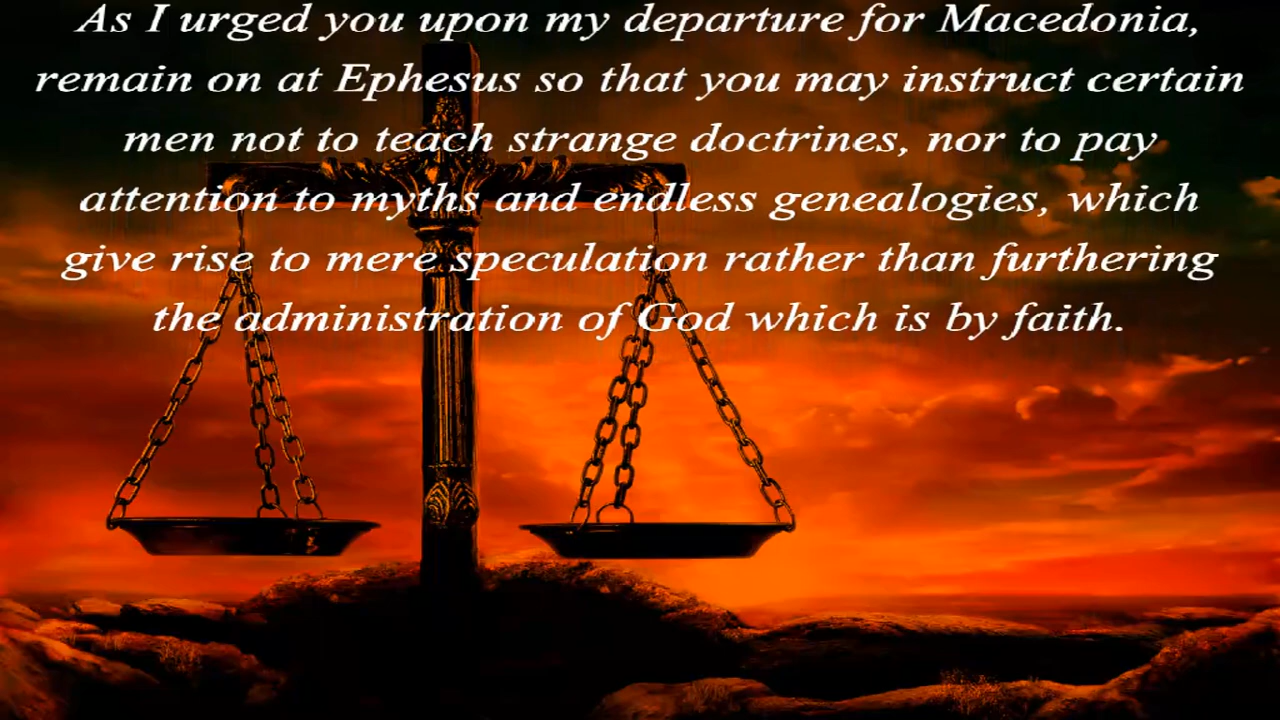 As I urged you upon my departure for Macedonia,
remain on at Ephesus so that you may instruct certain
men not to teach strange doctrines, nor to pay
attention to myths and endless genealogies, which
give rise to mere speculation rather than furthering
the administration of God which is by faith.